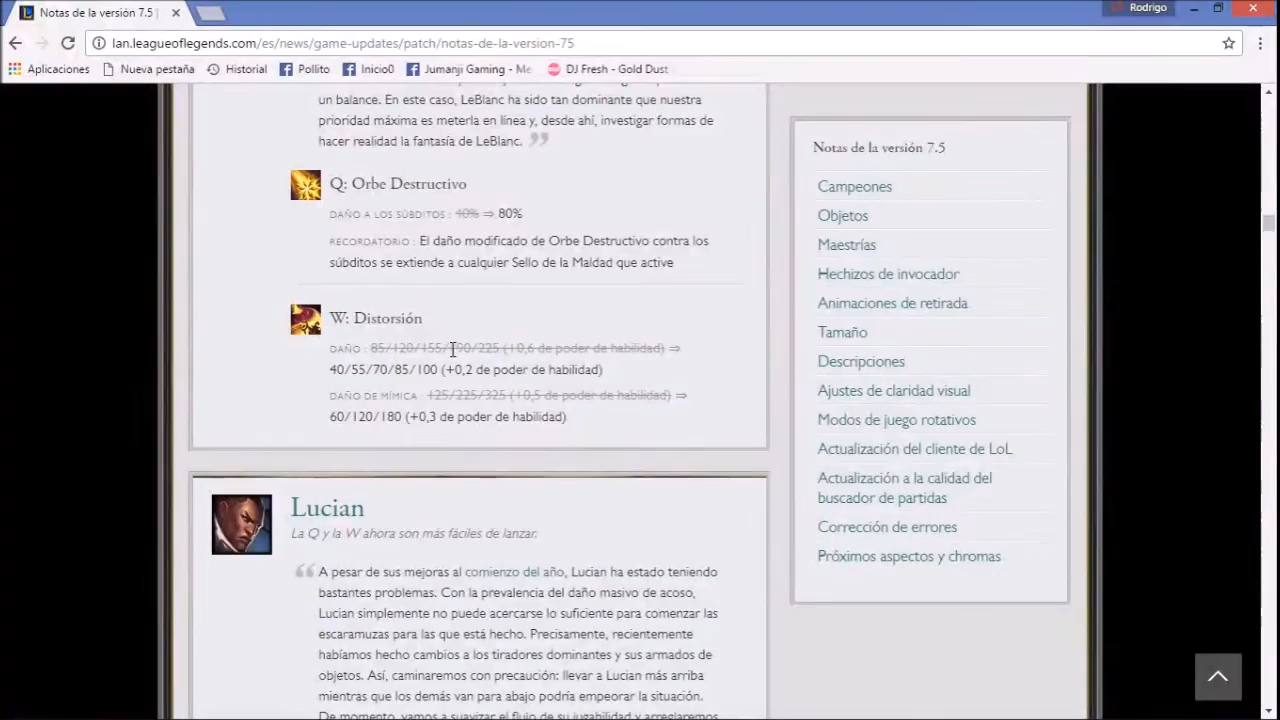 Notas de la versión 7.5
Rodrigo
lan.leagueoflegends.com/es/news/game-updates/patch/notas-de-la-version-75
Aplicaciones Nueva pestaña Historial Pollito Inicio0 Jumanji Gaming - Me DJ Fresh - Gold Dust
un balance. En este caso, LeBlanc ha sido tan dominante que nuestra
prioridad máxima es meterla en línea y, desde ahí, investigar formas de
hacer realidad la fantasía de LeBlanc. ”
Q: Orbe Destructivo
DAÑO A LOS SÚBDITOS : 40% ⇒ 80%
RECORDATORIO : El daño modificado de Orbe Destructivo contra los
súbditos se extiende a cualquier Sello de la Maldad que active
W: Distorsión
DAÑO : 85/120/155/190/225 (+0,6 de poder de habilidad) ⇒
40/55/70/85/100 (+0,2 de poder de habilidad)
DAÑO DE MÍMICA : 125/225/325 (+0,5 de poder de habilidad) ⇒
60/120/180 (+0,3 de poder de habilidad)
Lucian
La Q y la W ahora son más fáciles de lanzar.
“ A pesar de sus mejoras al comienzo del año, Lucian ha estado teniendo
bastantes problemas. Con la prevalencia del daño masivo de acoso,
Lucian simplemente no puede acercarse lo suficiente para comenzar las
escaramuzas para las que está hecho. Precisamente, recientemente
habíamos hecho cambios a los tiradores dominantes y sus armados de
objetos. Así, caminaremos con precaución: llevar a Lucian más arriba
mientras que los demás van para abajo podría empeorar la situación.
De momento, vamos a suavizar el flujo de su jugabilidad y arreglaremos
Notas de la versión 7.5
Campeones
Objetos
Maestrías
Hechizos de invocador
Animaciones de retirada
Tamaño
Descripciones
Ajustes de claridad visual
Modos de juego rotativos
Actualización del cliente de LoL
Actualización a la calidad del
buscador de partidas
Corrección de errores
Próximos aspectos y chromas